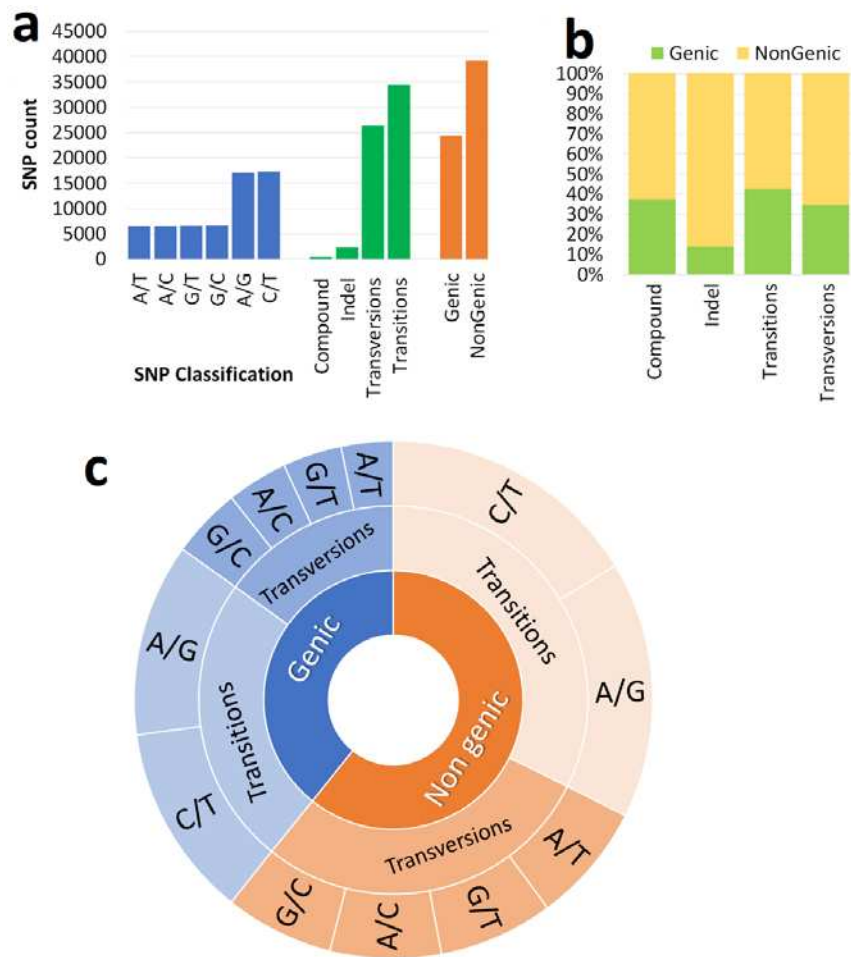 a
SNP count
45000
40000
35000
30000
25000
20000
15000
10000
5000
0
A/T
A/C
G/T
G/C
A/G
C/T
Compound
Indel
Transversions
Transitions
Genic
NonGenic
SNP Classification
b
Genic
NonGenic
100%
90%
80%
70%
60%
50%
40%
30%
20%
10%
0%
Compound
Indel
Transitions
Transversions
c
Genic
Non genic
Transversions
Transitions
Transitions
Transversions
G/C
A/C
G/T
A/T
C/T
A/G
A/G
C/T
G/C
A/C
G/T
A/T